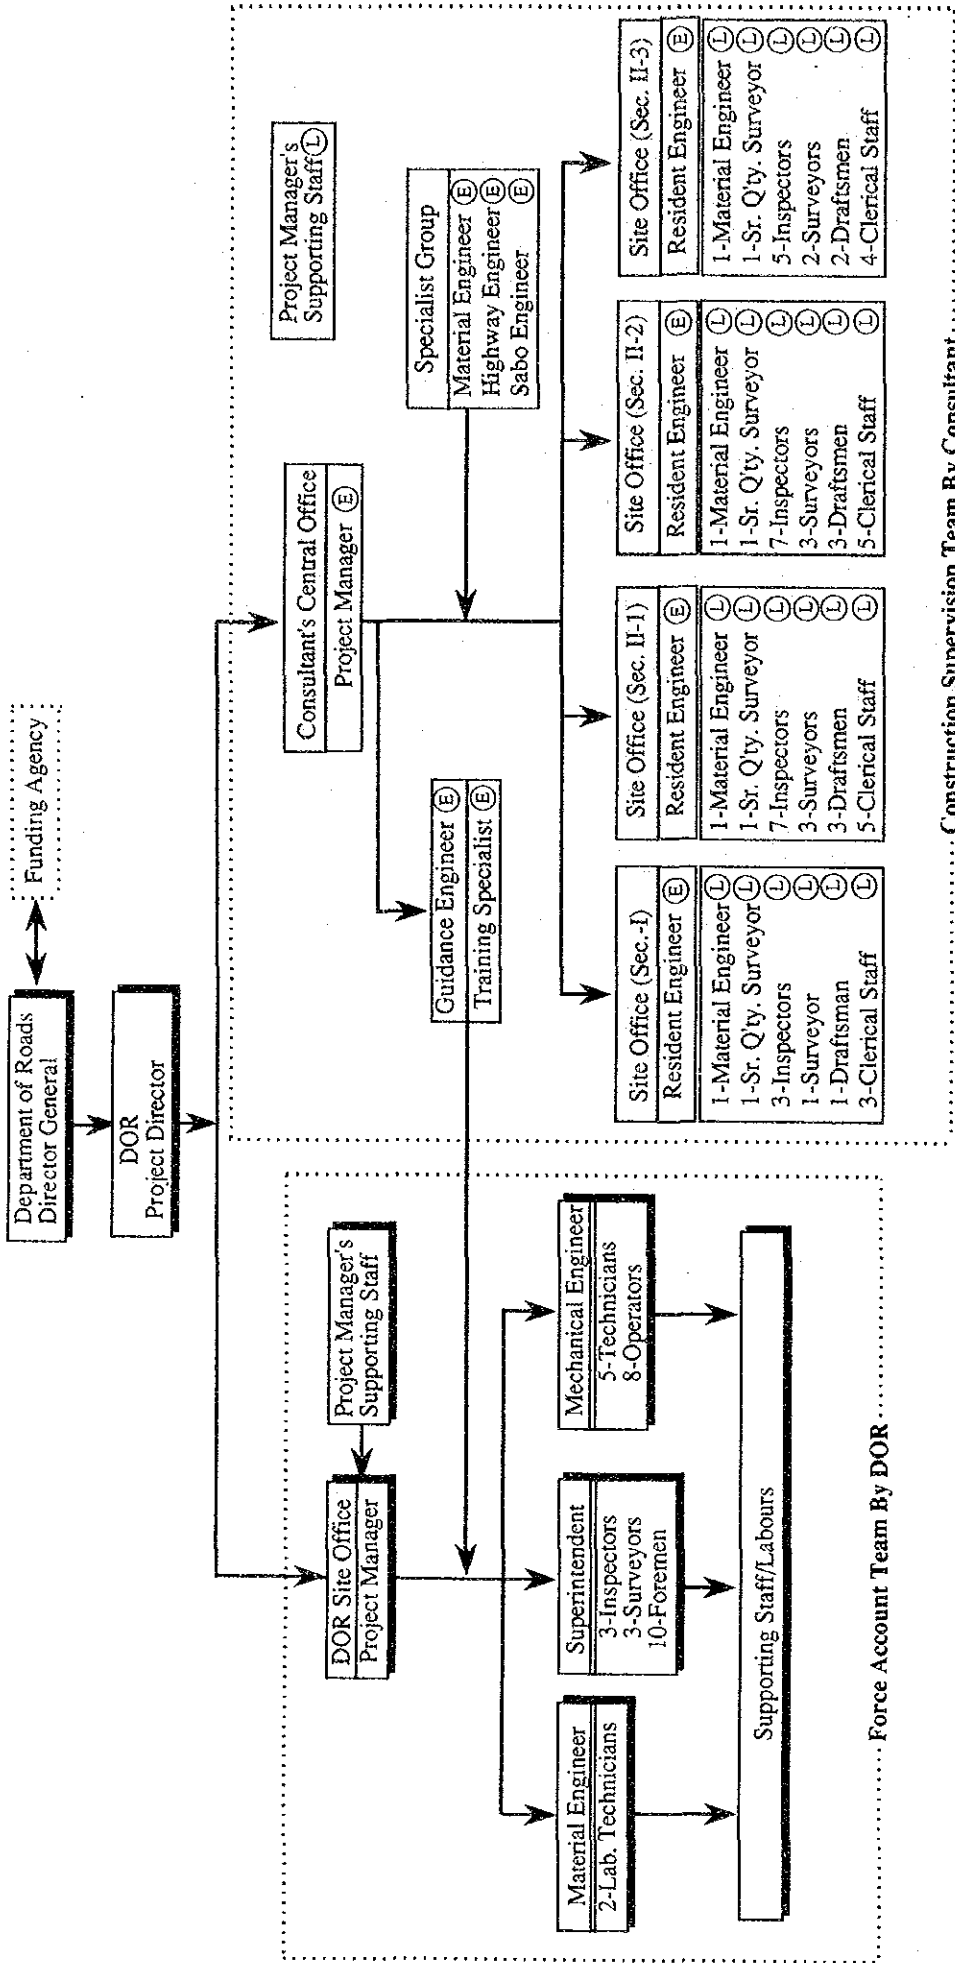 Department of Roads
Director General
Funding Agency
DOR
Project Director
DOR Site Office
Project Manager
Project Manager's
Supporting Staff
Material Engineer
2-Lab. Technicians
Superintendent
3-Inspectors
3-Surveyors
10-Foremen
Mechanical Engineer
5-Technicians
8-Operators
Supporting Staff/Labours
Force Account Team By DOR
Consultant's Central Office
Project Manager Ⓔ
Project Manager's
Supporting Staff Ⓛ
Guidance Engineer Ⓔ
Training Specialist Ⓔ
Specialist Group
Material Engineer Ⓔ
Highway Engineer Ⓔ
Sabo Engineer Ⓔ
Site Office (Sec.-I)
Resident Engineer Ⓔ
1-Material Engineer Ⓛ
1-Sr. Q'ty. Surveyor Ⓛ
3-Inspectors Ⓛ
1-Surveyor Ⓛ
1-Draftsman Ⓛ
3-Clerical Staff Ⓛ
Site Office (Sec. II-1)
Resident Engineer Ⓔ
1-Material Engineer Ⓛ
1-Sr. Q'ty. Surveyor Ⓛ
7-Inspectors Ⓛ
3-Surveyors Ⓛ
3-Draftsmen Ⓛ
5-Clerical Staff Ⓛ
Site Office (Sec. II-2)
Resident Engineer Ⓔ
1-Material Engineer Ⓛ
1-Sr. Q'ty. Surveyor Ⓛ
7-Inspectors Ⓛ
3-Surveyors Ⓛ
3-Draftsmen Ⓛ
5-Clerical Staff Ⓛ
Site Office (Sec. II-3)
Resident Engineer Ⓔ
1-Material Engineer Ⓛ
1-Sr. Q'ty. Surveyor Ⓛ
5-Inspectors Ⓛ
2-Surveyors Ⓛ
2-Draftsmen Ⓛ
4-Clerical Staff Ⓛ
Construction Supervision Team By Consultant